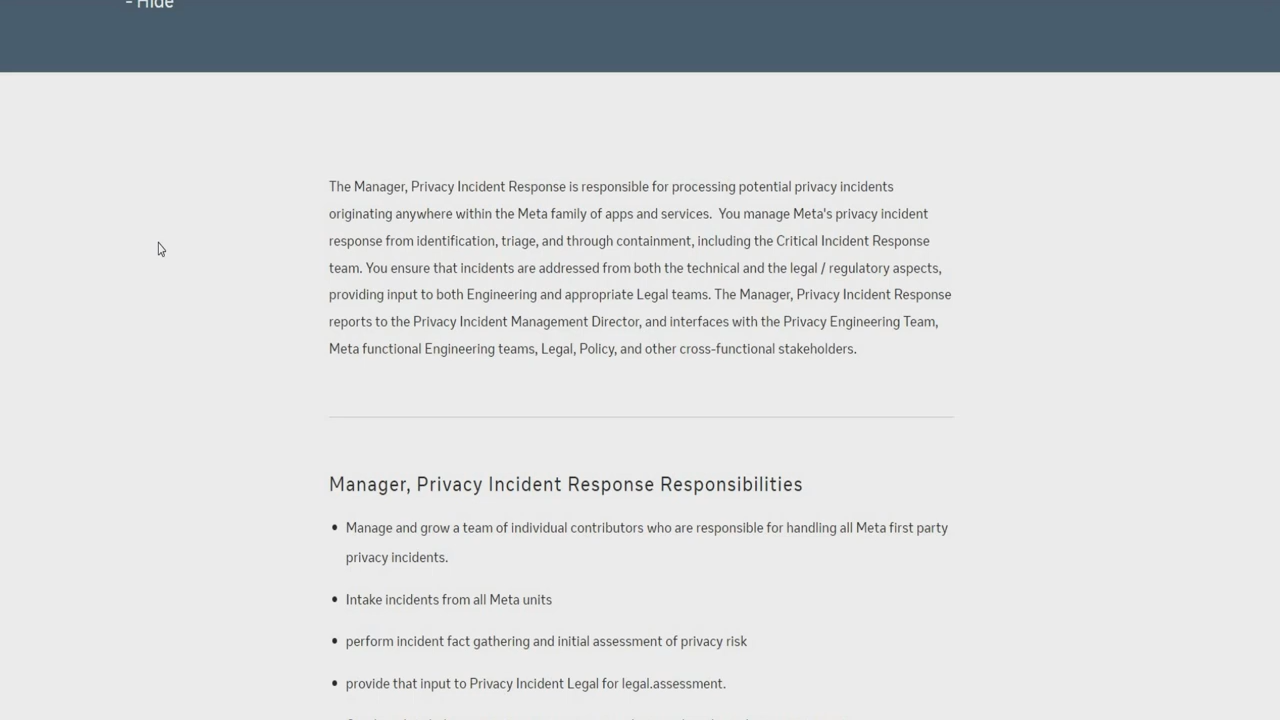 - Hide
The Manager, Privacy Incident Response is responsible for processing potential privacy incidents
originating anywhere within the Meta family of apps and services.  You manage Meta's privacy incident
response from identification, triage, and through containment, including the Critical Incident Response
team. You ensure that incidents are addressed from both the technical and the legal / regulatory aspects,
providing input to both Engineering and appropriate Legal teams. The Manager, Privacy Incident Response
reports to the Privacy Incident Management Director, and interfaces with the Privacy Engineering Team,
Meta functional Engineering teams, Legal, Policy, and other cross-functional stakeholders.
Manager, Privacy Incident Response Responsibilities
• Manage and grow a team of individual contributors who are responsible for handling all Meta first party
privacy incidents.
• Intake incidents from all Meta units
• perform incident fact gathering and initial assessment of privacy risk
• provide that input to Privacy Incident Legal for legal.assessment.